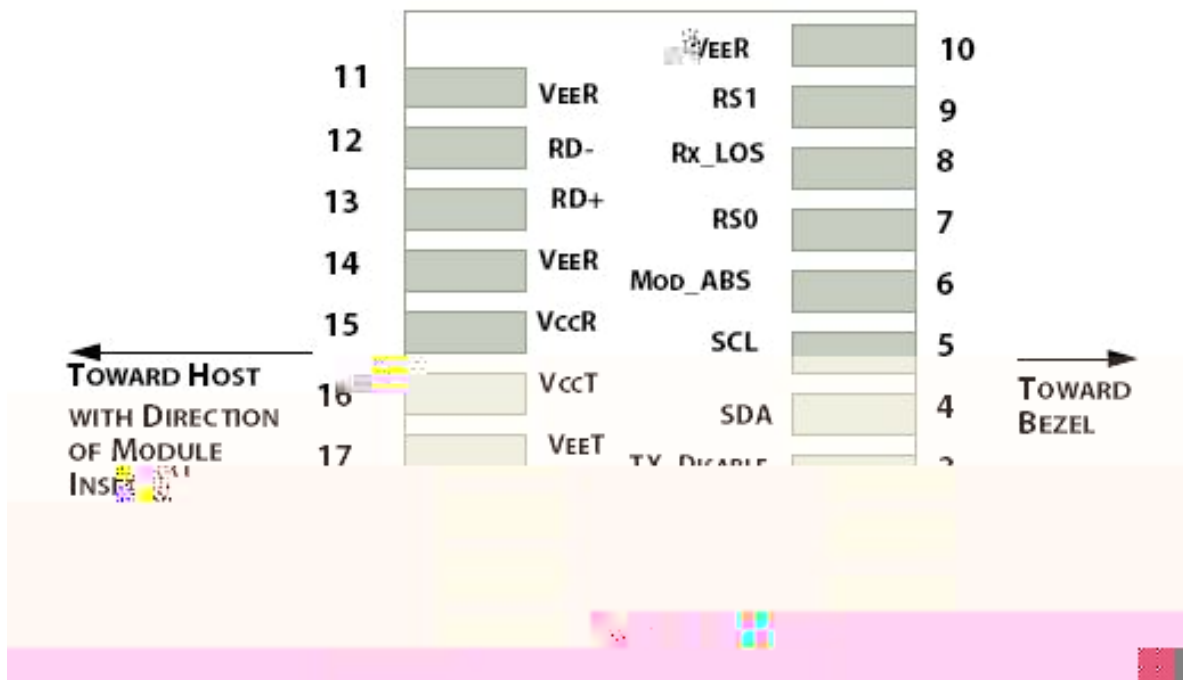 VEER 10
11 VEER
RS1 9
12 RD-
Rx_LOS 8
13 RD+
RS0 7
14 VEER
MOD_ABS 6
15 VCCR
SCL 5
TOWARD HOST
WITH DIRECTION
OF MODULE
16 VCCT
SDA 4
TOWARD
BEZEL
17 VEET
TX_DISABLE